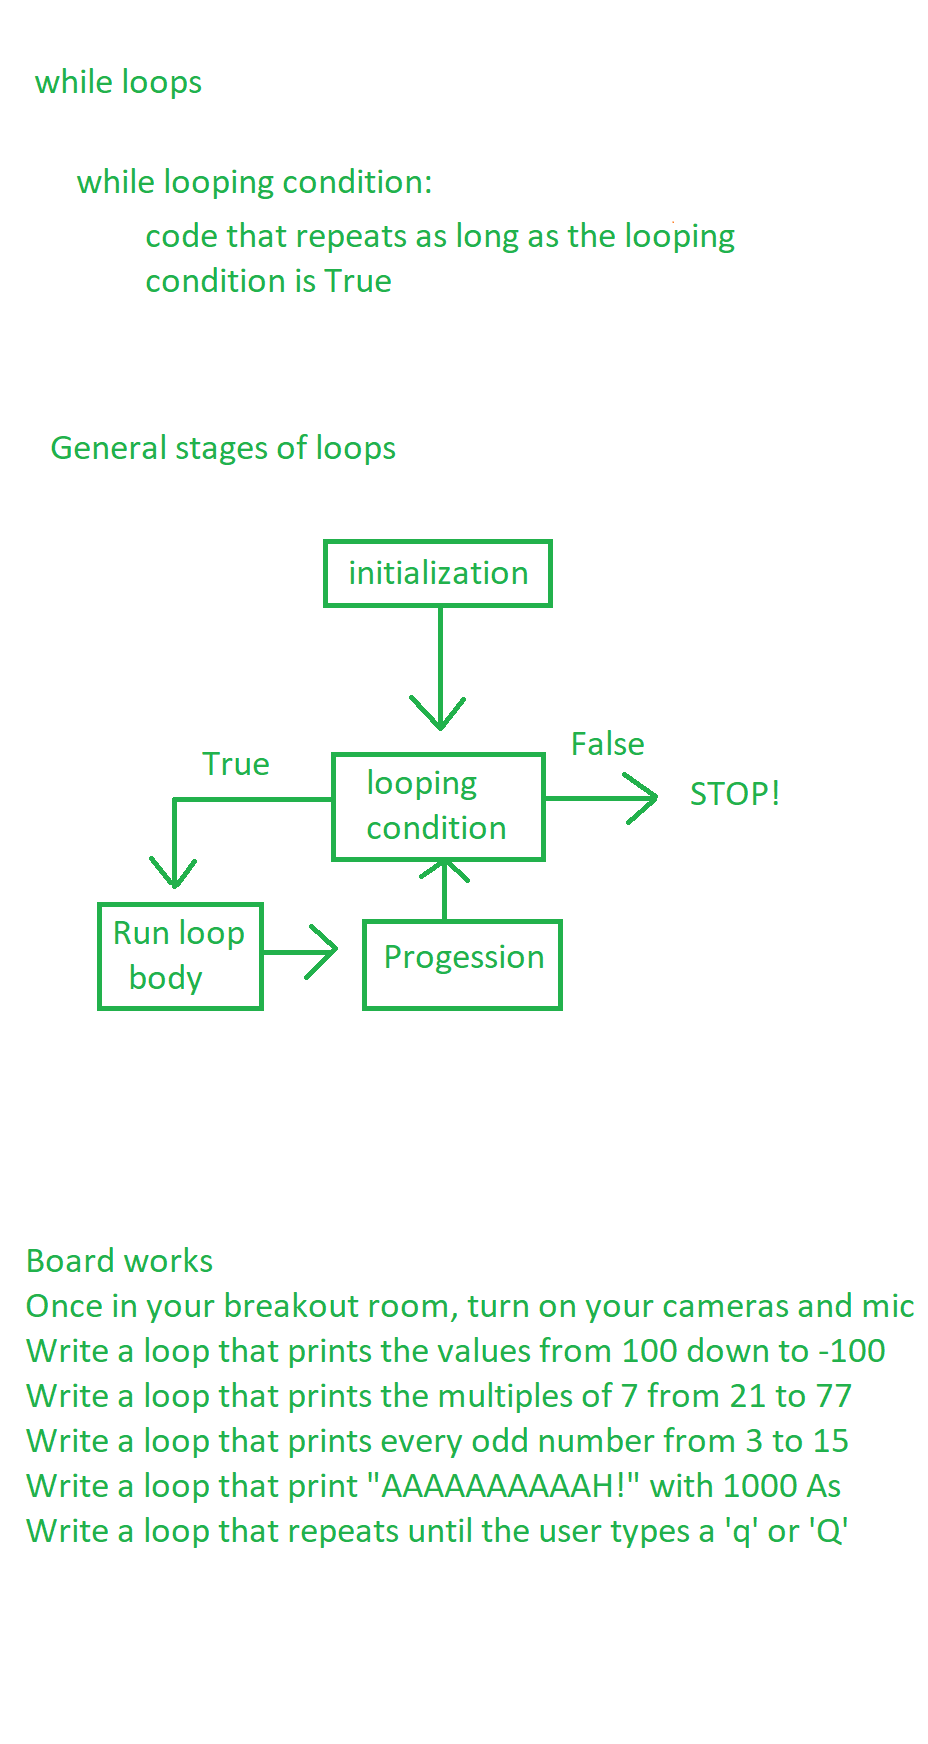 while loops
while looping condition:
code that repeats as long as the looping
condition is True
General stages of loops
initialization
True
False
looping
condition
STOP!
Run loop
body
Progession
Board works
Once in your breakout room, turn on your cameras and mic
Write a loop that prints the values from 100 down to -100
Write a loop that prints the multiples of 7 from 21 to 77
Write a loop that prints every odd number from 3 to 15
Write a loop that print "AAAAAAAAAAH!" with 1000 As
Write a loop that repeats until the user types a 'q' or 'Q'